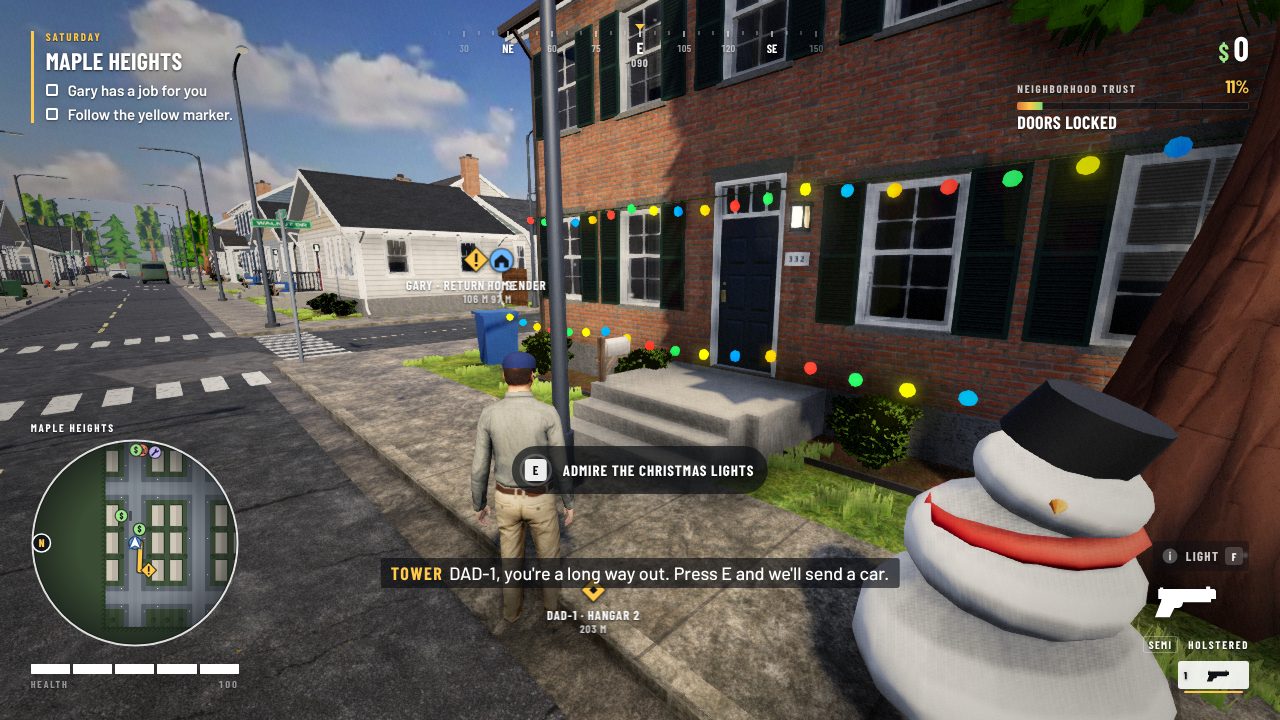 SATURDAY
MAPLE HEIGHTS
Gary has a job for you
Follow the yellow marker.
30 NE 60 75 E 105 120 SE 150
090
$ 0
NEIGHBORHOOD TRUST 11%
DOORS LOCKED
WALNUT DR
332
106 M 97 M
E ADMIRE THE CHRISTMAS LIGHTS
MAPLE HEIGHTS
N
TOWER DAD-1, you're a long way out. Press E and we'll send a car.
DAD-1 · HANGAR 2
203 M
i LIGHT F
SEMI HOLSTERED
1
HEALTH 100